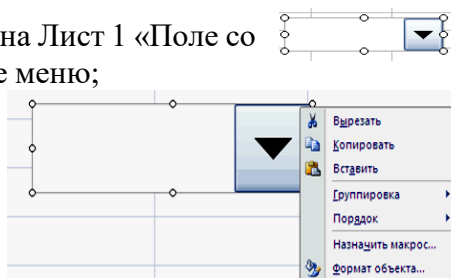 на Лист 1 «Поле со
е меню;
Вырезать
Копировать
Вставить
Группировка
Порядок
Назначить макрос...
Формат объекта...